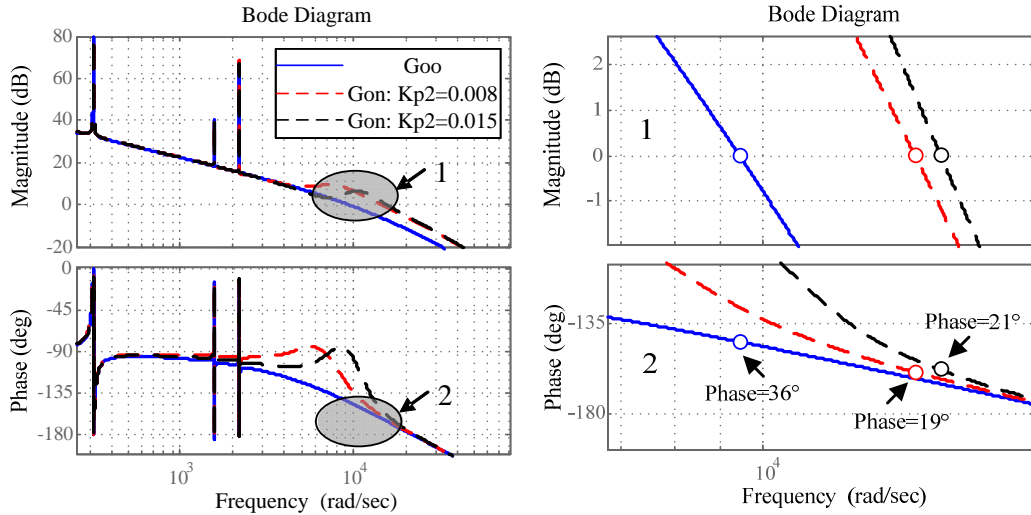 Bode Diagram
Magnitude (dB)
80
60
40
20
0
-20
Goo
Gon: Kp2=0.008
Gon: Kp2=0.015
1
Phase (deg)
0
-45
-90
-135
-180
2
10^3
10^4
Frequency (rad/sec)
Bode Diagram
Magnitude (dB)
2
1
0
-1
1
Phase (deg)
-135
-180
2
Phase=36°
Phase=19°
Phase=21°
10^4
Frequency (rad/sec)